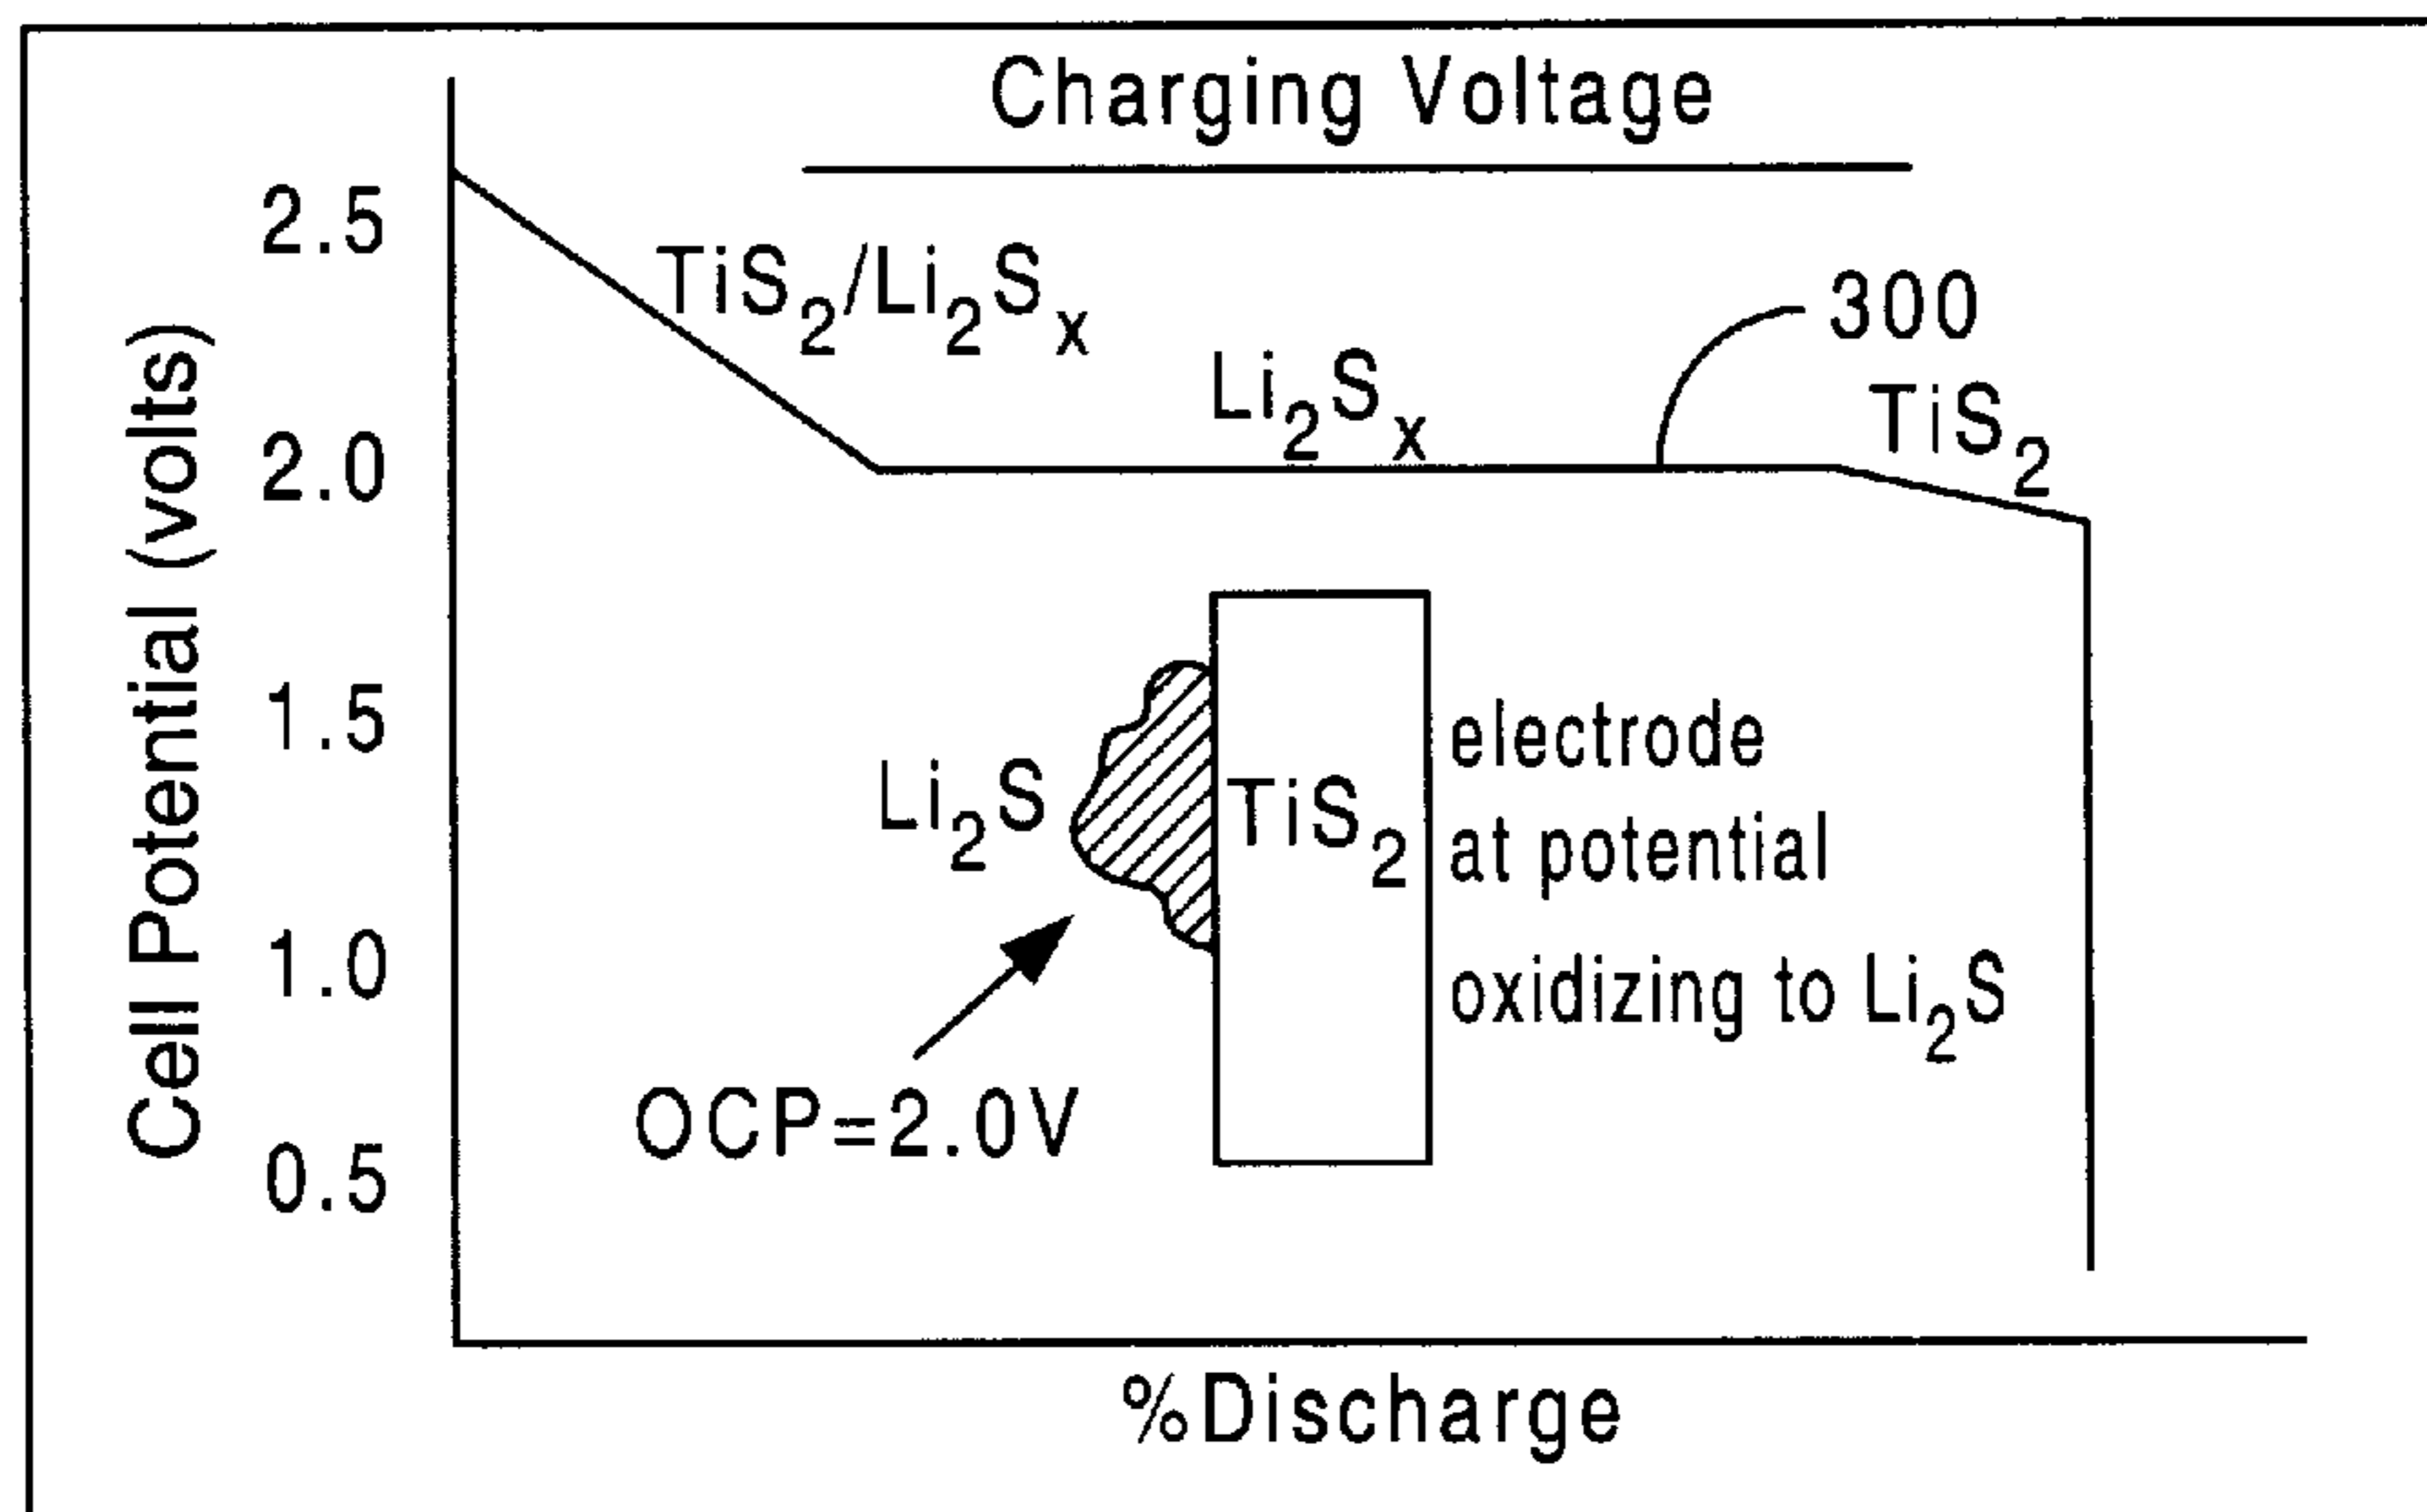 Charging Voltage
2.5
TiS₂/Li₂Sₓ
300
Li₂Sₓ
TiS₂
2.0
Cell Potential (volts)
1.5
electrode
Li₂S
TiS₂
at potential
1.0
oxidizing to Li₂S
OCP=2.0V
0.5
%Discharge